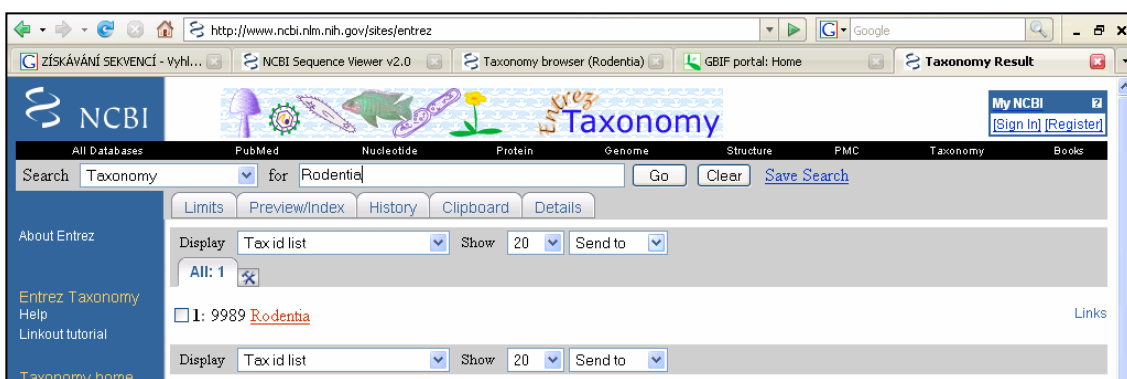 http://www.ncbi.nlm.nih.gov/sites/entrez
G Google
ZÍSKÁVÁNÍ SEKVENCÍ - Vyhl... NCBI Sequence Viewer v2.0 Taxonomy browser (Rodentia) GBIF portal: Home Taxonomy Result
NCBI
Entrez Taxonomy
My NCBI
[Sign In] [Register]
All Databases PubMed Nucleotide Protein Genome Structure PMC Taxonomy Books
Search Taxonomy for Rodentia Go Clear Save Search
Limits Preview/Index History Clipboard Details
About Entrez
Display Tax id list Show 20 Send to
All: 1
Entrez Taxonomy
Help
Linkout tutorial
1: 9989 Rodentia Links
Display Tax id list Show 20 Send to
Taxonomy home